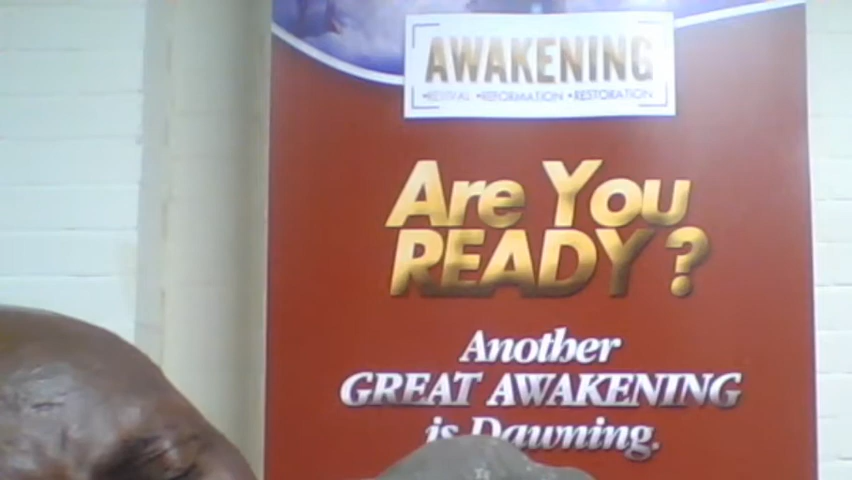 AWAKENING
•REVIVAL •REFORMATION •RESTORATION
Are You
READY?
Another
GREAT AWAKENING
is Dawning.